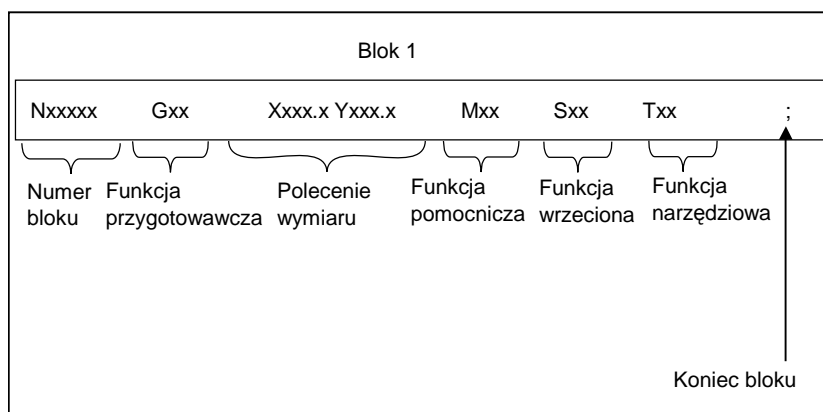 Blok 1
Nxxxxx Gxx Xxxx.x Yxxx.x Mxx Sxx Txx ;
Numer bloku
Funkcja przygotowawcza
Polecenie wymiaru
Funkcja pomocnicza
Funkcja wrzeciona
Funkcja narzędziowa
Koniec bloku